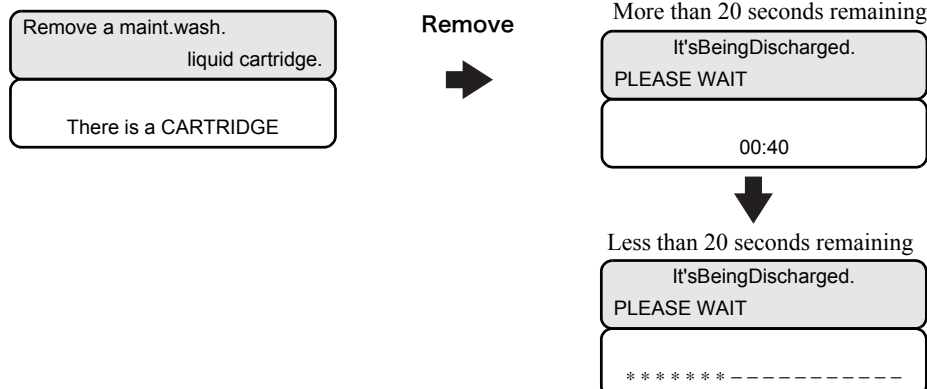 Remove a maint.wash.
liquid cartridge.
There is a CARTRIDGE
Remove
More than 20 seconds remaining
It'sBeingDischarged.
PLEASE WAIT
00:40
Less than 20 seconds remaining
It'sBeingDischarged.
PLEASE WAIT
*******−−−−−−−−−−−